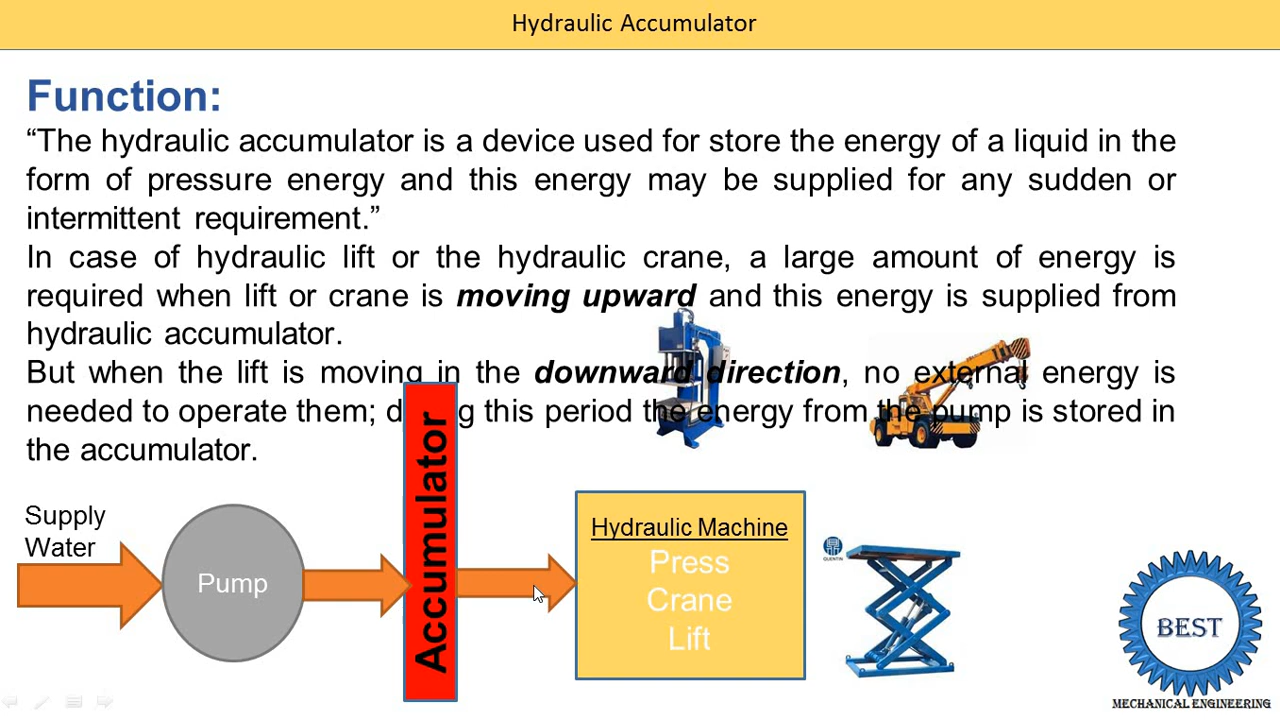 Hydraulic Accumulator
Function:
“The hydraulic accumulator is a device used for store the energy of a liquid in the
form of pressure energy and this energy may be supplied for any sudden or
intermittent requirement.”
In case of hydraulic lift or the hydraulic crane, a large amount of energy is
required when lift or crane is moving upward and this energy is supplied from
hydraulic accumulator.
But when the lift is moving in the downward direction, no external energy is
needed to operate them; during this period the energy from the pump is stored in
the accumulator.
Supply
Water
Pump
Accumulator
Hydraulic Machine
Press
Crane
Lift
QUENTIN
BEST
MECHANICAL ENGINEERING